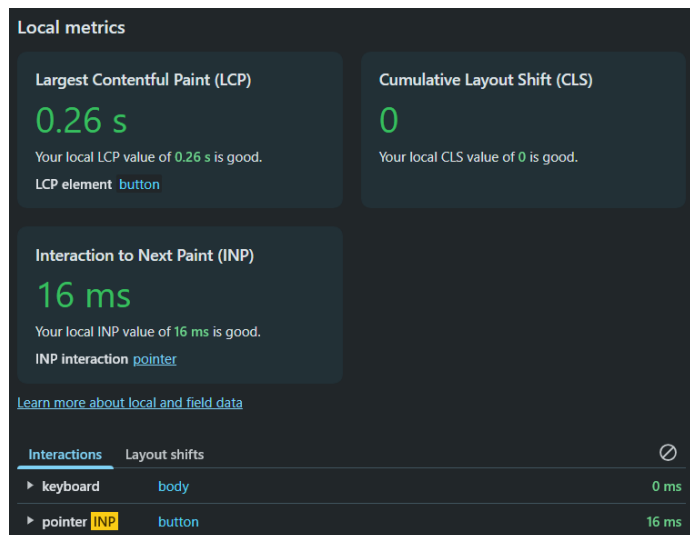 Local metrics
Largest Contentful Paint (LCP)
0.26 s
Your local LCP value of 0.26 s is good.
LCP element button
Cumulative Layout Shift (CLS)
0
Your local CLS value of 0 is good.
Interaction to Next Paint (INP)
16 ms
Your local INP value of 16 ms is good.
INP interaction pointer
Learn more about local and field data
Interactions Layout shifts
keyboard body 0 ms
pointer INP button 16 ms